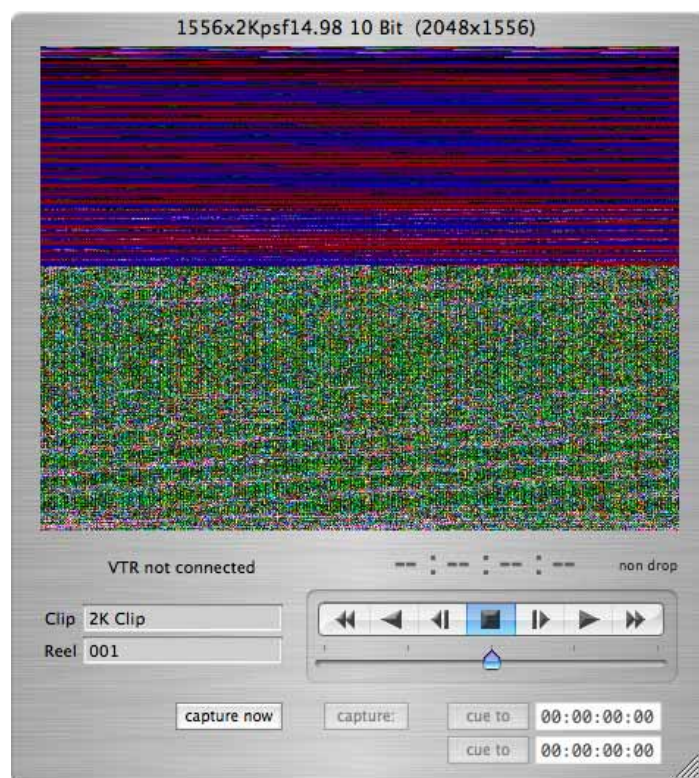 1556x2Kpsf14.98 10 Bit (2048x1556)
VTR not connected
-- : -- : -- : -- non drop
Clip 2K Clip
Reel 001
capture now capture: cue to 00:00:00:00
cue to 00:00:00:00